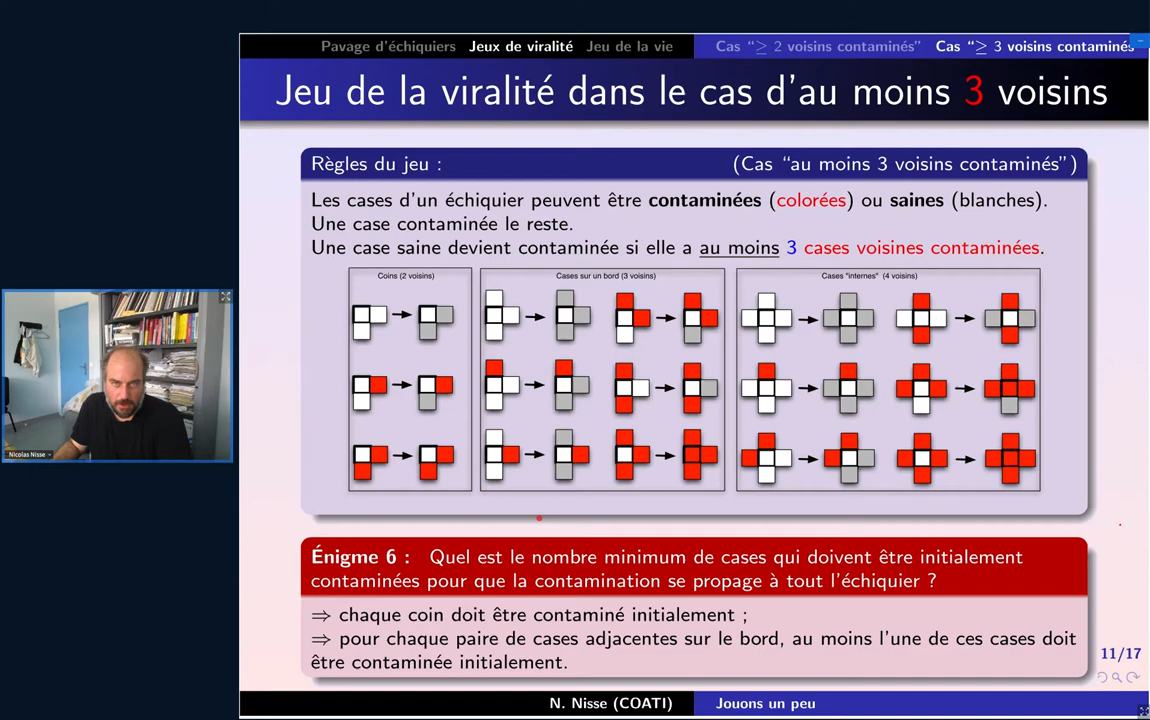 Pavage d'échiquiers Jeux de viralité Jeu de la vie Cas “≥ 2 voisins contaminés” Cas “≥ 3 voisins contaminés
Jeu de la viralité dans le cas d'au moins 3 voisins
Règles du jeu : (Cas “au moins 3 voisins contaminés”)
Les cases d'un échiquier peuvent être contaminées (colorées) ou saines (blanches).
Une case contaminée le reste.
Une case saine devient contaminée si elle a au moins 3 cases voisines contaminées.
Coins (2 voisins) Cases sur un bord (3 voisins) Cases "internes" (4 voisins)
Nicolas Nisse
Énigme 6 : Quel est le nombre minimum de cases qui doivent être initialement
contaminées pour que la contamination se propage à tout l'échiquier ?
⇒ chaque coin doit être contaminé initialement ;
⇒ pour chaque paire de cases adjacentes sur le bord, au moins l'une de ces cases doit
être contaminée initialement.
11/17
N. Nisse (COATI) Jouons un peu